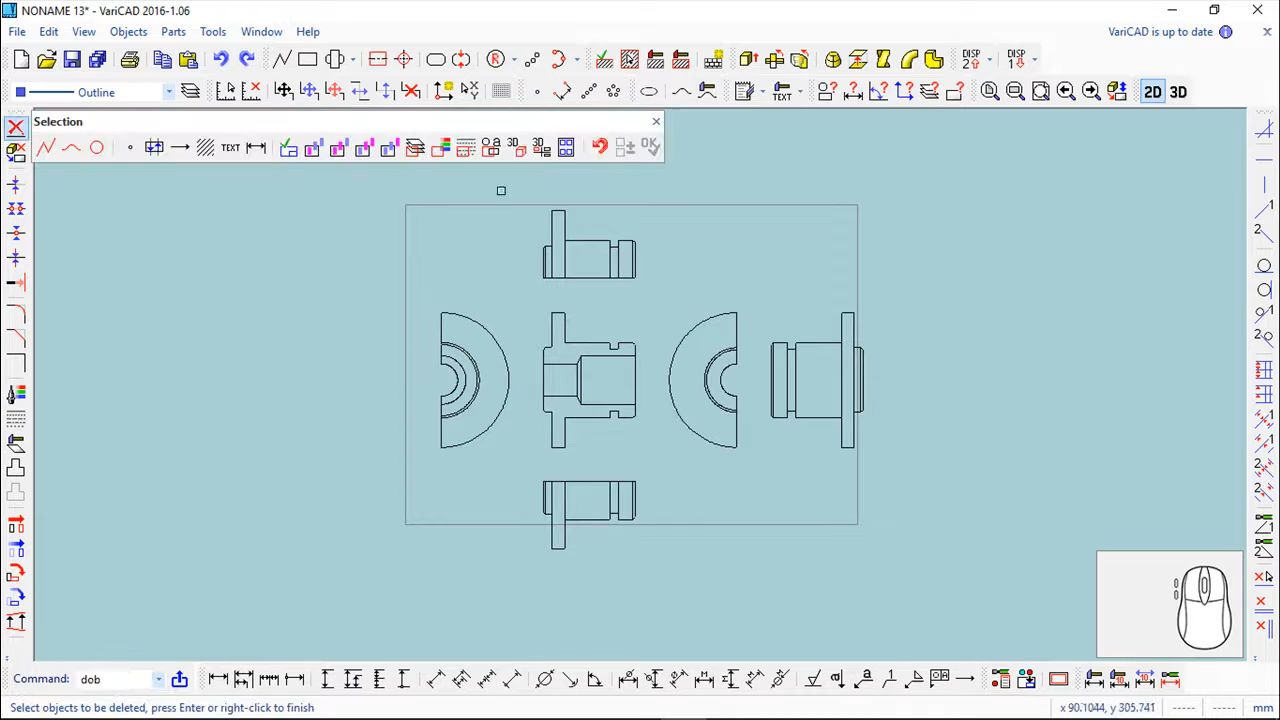 NONAME 13* - VariCAD 2016-1.06
File Edit View Objects Parts Tools Window Help
VariCAD is up to date
Outline
2D 3D
Selection
TEXT
Command: dob
Select objects to be deleted, press Enter or right-click to finish
x 90.1044, y 305.741
mm